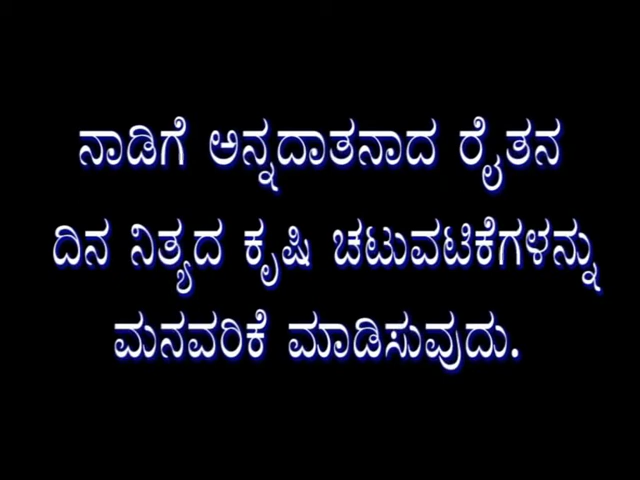 ನಾಡಿಗೆ ಅನ್ನದಾತನಾದ ರೈತನ
ದಿನ ನಿತ್ಯದ ಕೃಷಿ ಚಟುವಟಿಕೆಗಳನ್ನು
ಮನವರಿಕೆ ಮಾಡಿಸುವುದು.